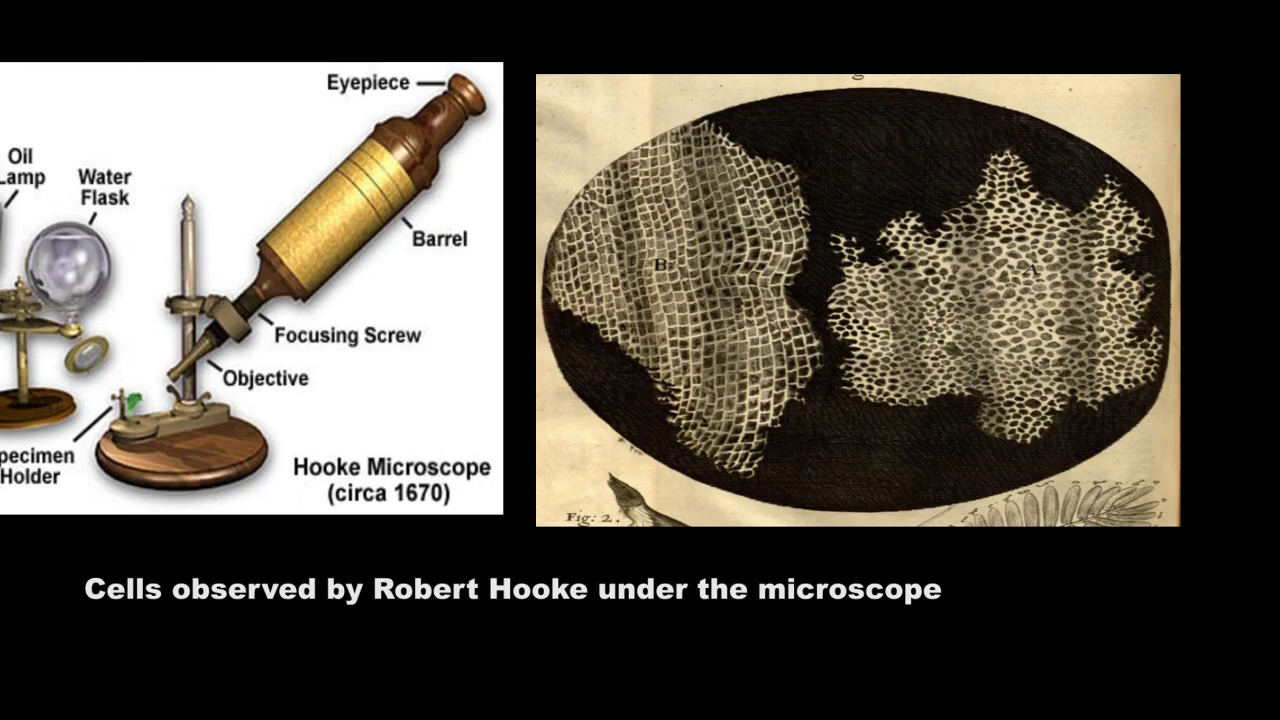 Eyepiece
Oil
Lamp
Water
Flask
Barrel
Focusing Screw
Objective
pecimen
Holder
Hooke Microscope
(circa 1670)
g
B
A
Fig: 2.
Cells observed by Robert Hooke under the microscope